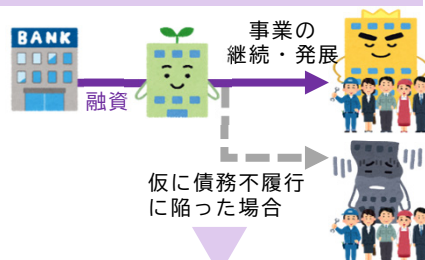 BANK
融資
事業の
継続・発展
仮に債務不履行
に陥った場合